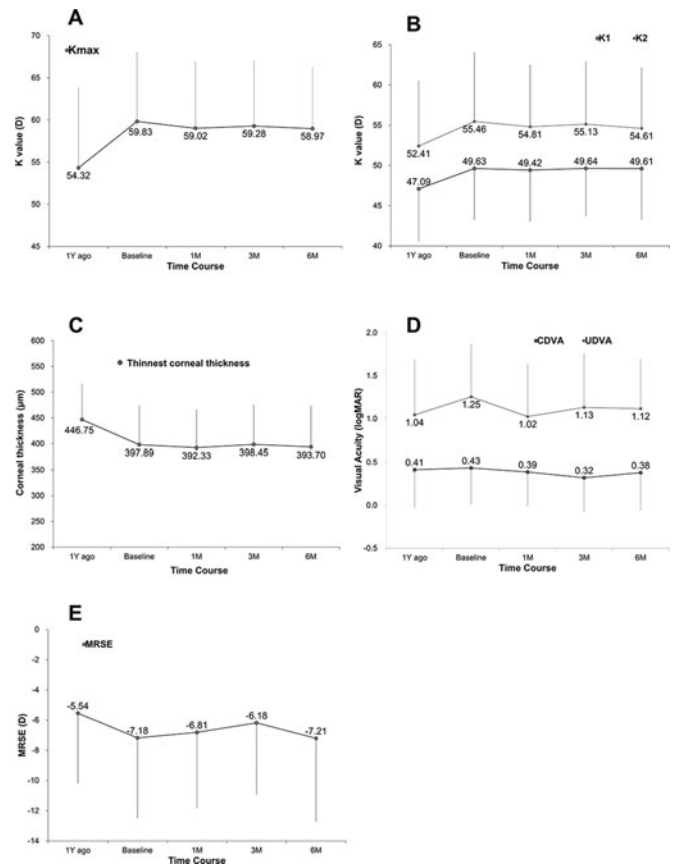 A
Kmax
70
65
60
55
50
45
K value (D)
54.32
59.83
59.02
59.28
58.97
1Y ago Baseline 1M 3M 6M
Time Course
B
K1 K2
65
60
55
50
45
40
K value (D)
52.41
55.46
54.81
55.13
54.61
47.09
49.63
49.42
49.64
49.61
1Y ago Baseline 1M 3M 6M
Time Course
C
Thinnest corneal thickness
600
550
500
450
400
350
300
250
200
Corneal thickness (µm)
446.75
397.89
392.33
398.45
393.70
1Y ago Baseline 1M 3M 6M
Time Course
D
CDVA UDVA
2.0
1.5
1.0
0.5
0.0
-0.5
Visual Acuity (logMAR)
1.04
1.25
1.02
1.13
1.12
0.41
0.43
0.39
0.32
0.38
1Y ago Baseline 1M 3M 6M
Time Course
E
MRSE
0
-2
-4
-6
-8
-10
-12
-14
MRSE (D)
-5.54
-7.18
-6.81
-6.18
-7.21
1Y ago Baseline 1M 3M 6M
Time Course